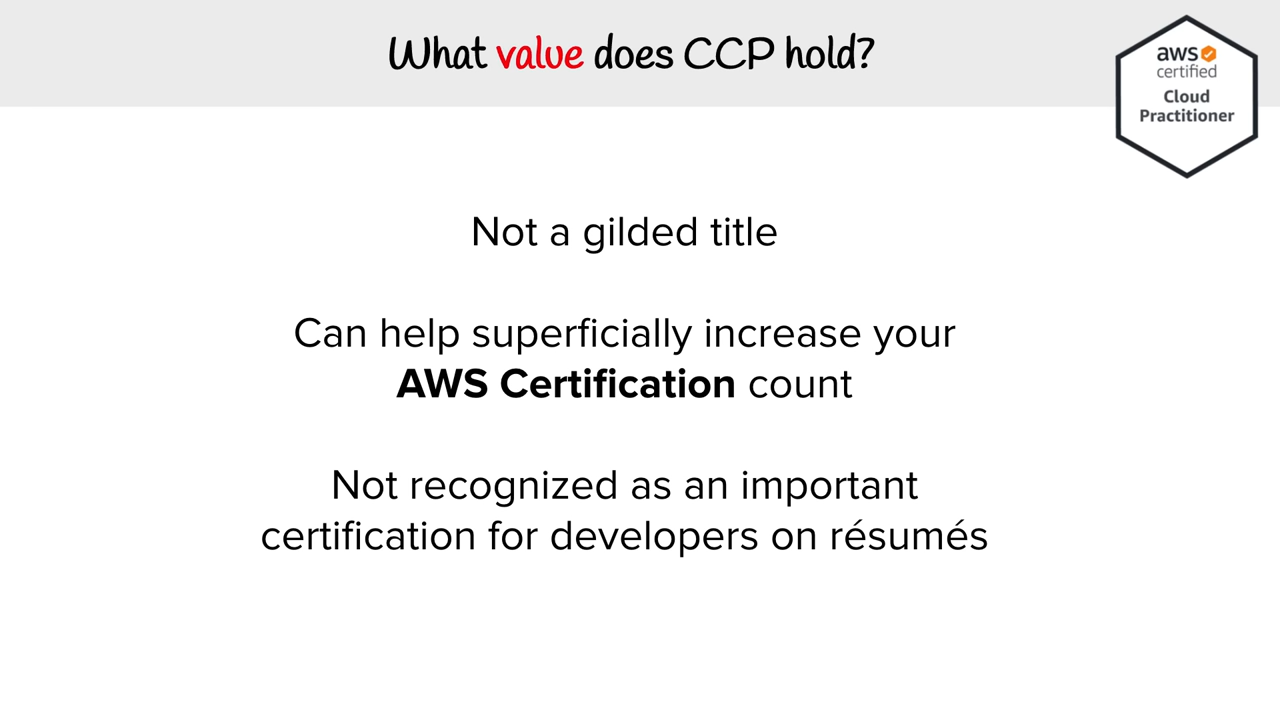 What value does CCP hold?
aws
certified
Cloud
Practitioner
Not a gilded title
Can help superficially increase your
AWS Certification count
Not recognized as an important
certification for developers on résumés